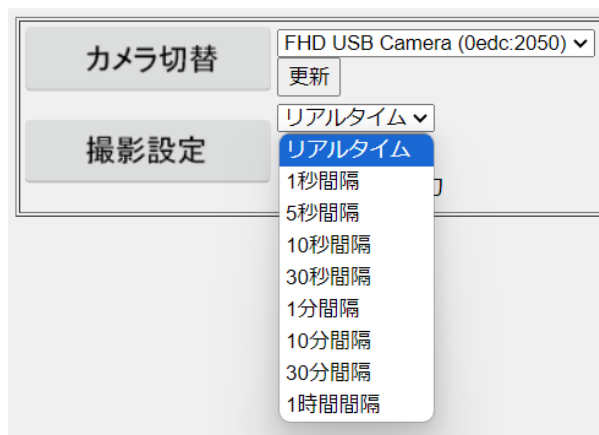 カメラ切替
FHD USB Camera (0edc:2050)
更新
撮影設定
リアルタイム
リアルタイム
1秒間隔
5秒間隔
10秒間隔
30秒間隔
1分間隔
10分間隔
30分間隔
1時間間隔